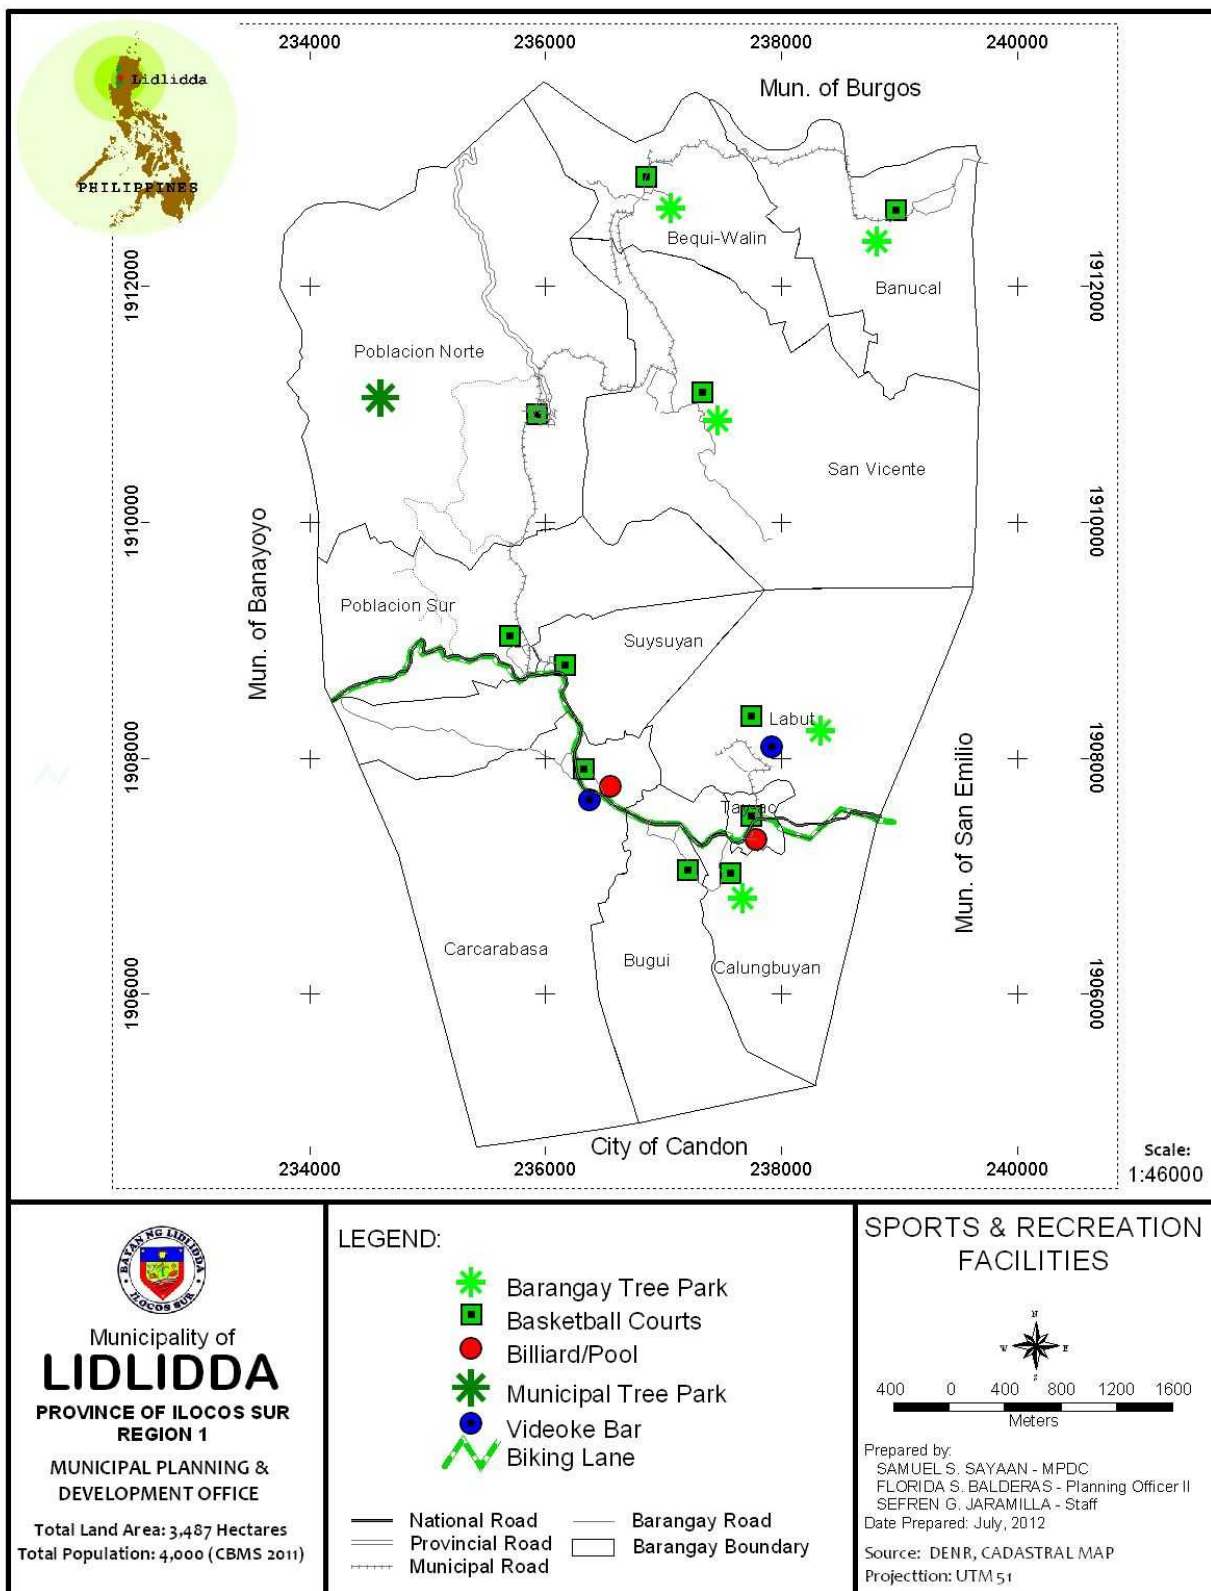 234000 236000 238000 240000
Lidlidda
PHILIPPINES
Mun. of Burgos
Bequi-Walin
Banucal
1912000
1912000
Poblacion Norte
San Vicente
1910000
1910000
Mun. of Banayoyo
Poblacion Sur
Suysuyan
Labut
1908000
1908000
Mun. of San Emilio
Carcarabasa
Bugui
Calungbuyan
1906000
1906000
City of Candon
234000 236000 238000 240000
Scale:
1:46000
BAYAN NG LIDLIDDA
ILOCOS SUR
Municipality of
LIDLIDDA
PROVINCE OF ILOCOS SUR
REGION 1
MUNICIPAL PLANNING &
DEVELOPMENT OFFICE
Total Land Area: 3,487 Hectares
Total Population: 4,000 (CBMS 2011)
LEGEND:
Barangay Tree Park
Basketball Courts
Billiard/Pool
Municipal Tree Park
Videoke Bar
Biking Lane
National Road
Provincial Road
Municipal Road
Barangay Road
Barangay Boundary
SPORTS & RECREATION
FACILITIES
N
W E
S
400 0 400 800 1200 1600
Meters
Prepared by:
SAMUEL S. SAYAAN - MPDC
FLORIDA S. BALDERAS - Planning Officer II
SEFREN G. JARAMILLA - Staff
Date Prepared: July, 2012
Source: DENR, CADASTRAL MAP
Projecttion: UTM 51